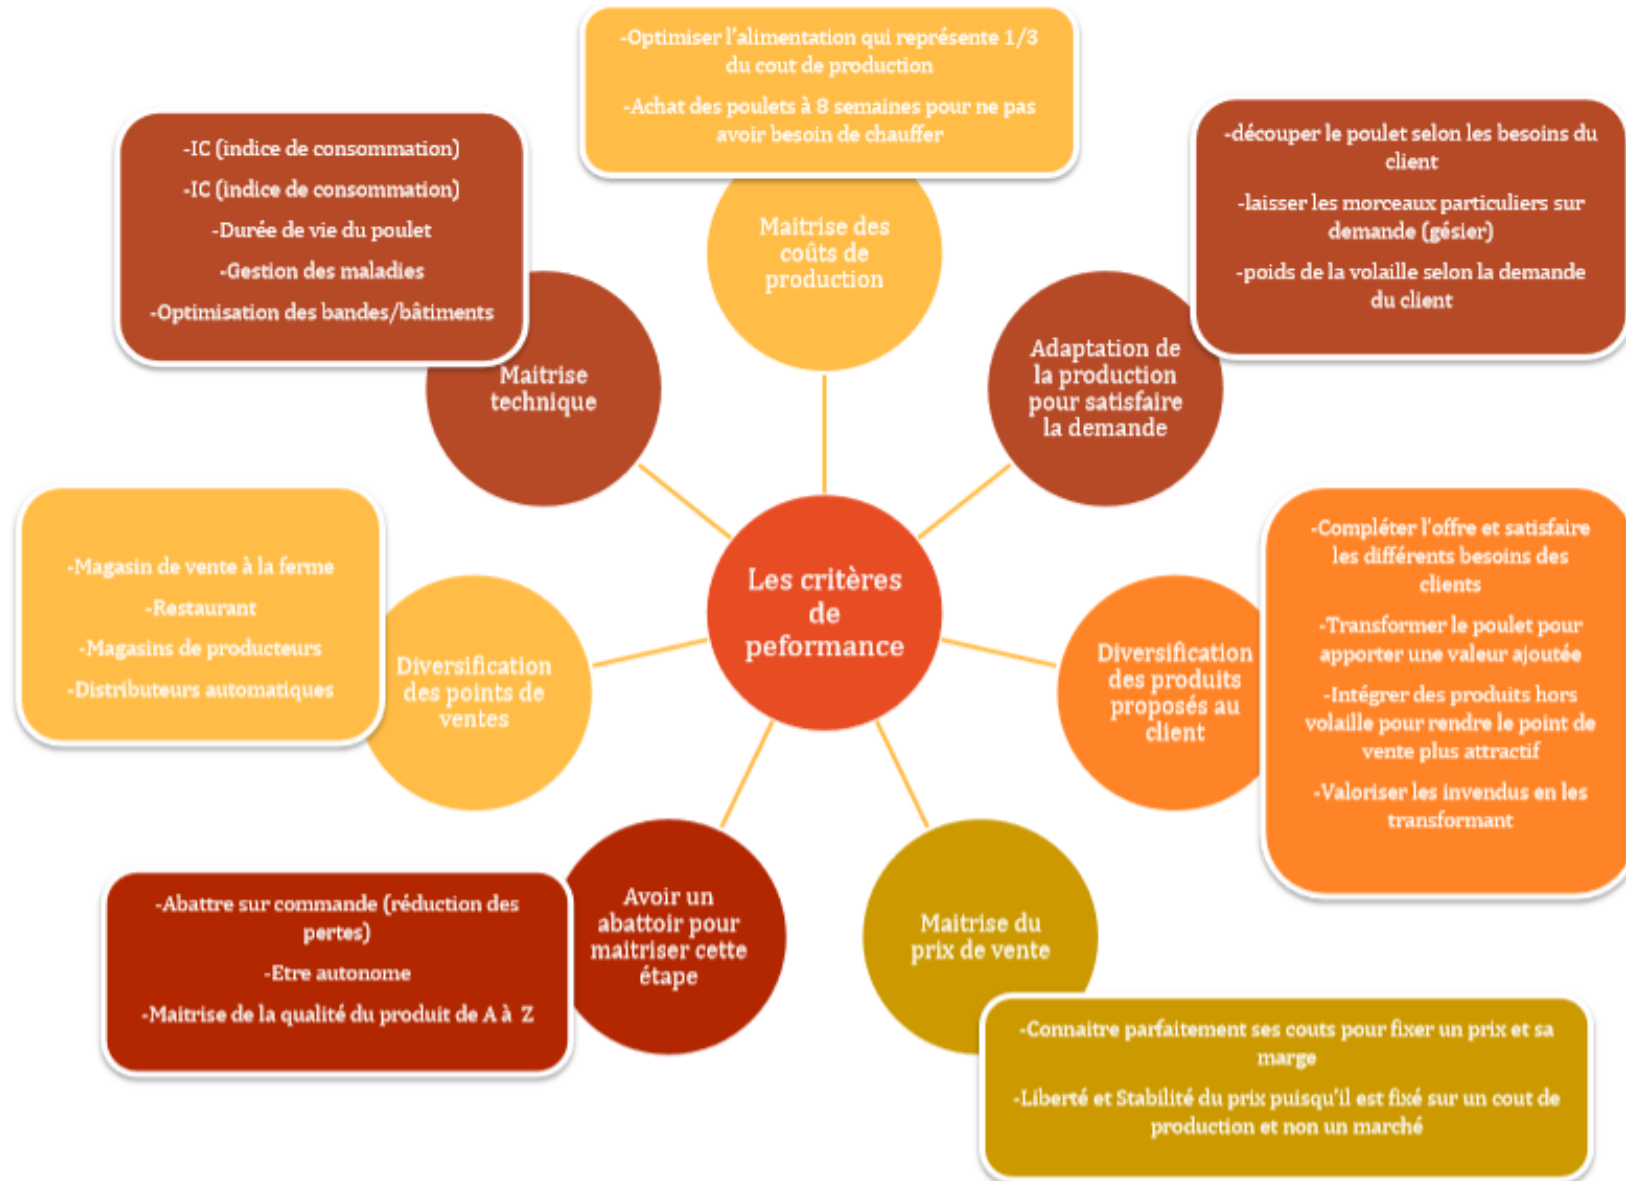 -Optimiser l'alimentation qui représente 1/3
du cout de production
-Achat des poulets à 8 semaines pour ne pas
avoir besoin de chauffer
Maitrise des
coûts de
production
-découper le poulet selon les besoins du
client
-laisser les morceaux particuliers sur
demande (gésier)
-poids de la volaille selon la demande
du client
Adaptation de
la production
pour satisfaire
la demande
-Compléter l'offre et satisfaire
les différents besoins des
clients
-Transformer le poulet pour
apporter une valeur ajoutée
-Intégrer des produits hors
volaille pour rendre le point de
vente plus attractif
-Valoriser les invendus en les
transformant
Diversification
des produits
proposés au
client
Maitrise du
prix de vente
-Connaitre parfaitement ses couts pour fixer un prix et sa
marge
-Liberté et Stabilité du prix puisqu'il est fixé sur un cout de
production et non un marché
Avoir un
abattoir pour
maitriser cette
étape
-Abattre sur commande (réduction des
pertes)
-Etre autonome
-Maitrise de la qualité du produit de A à Z
-Magasin de vente à la ferme
-Restaurant
-Magasins de producteurs
-Distributeurs automatiques
Diversification
des points de
ventes
-IC (indice de consommation)
-IC (indice de consommation)
-Durée de vie du poulet
-Gestion des maladies
-Optimisation des bandes/bâtiments
Maitrise
technique
Les critères
de
peformance